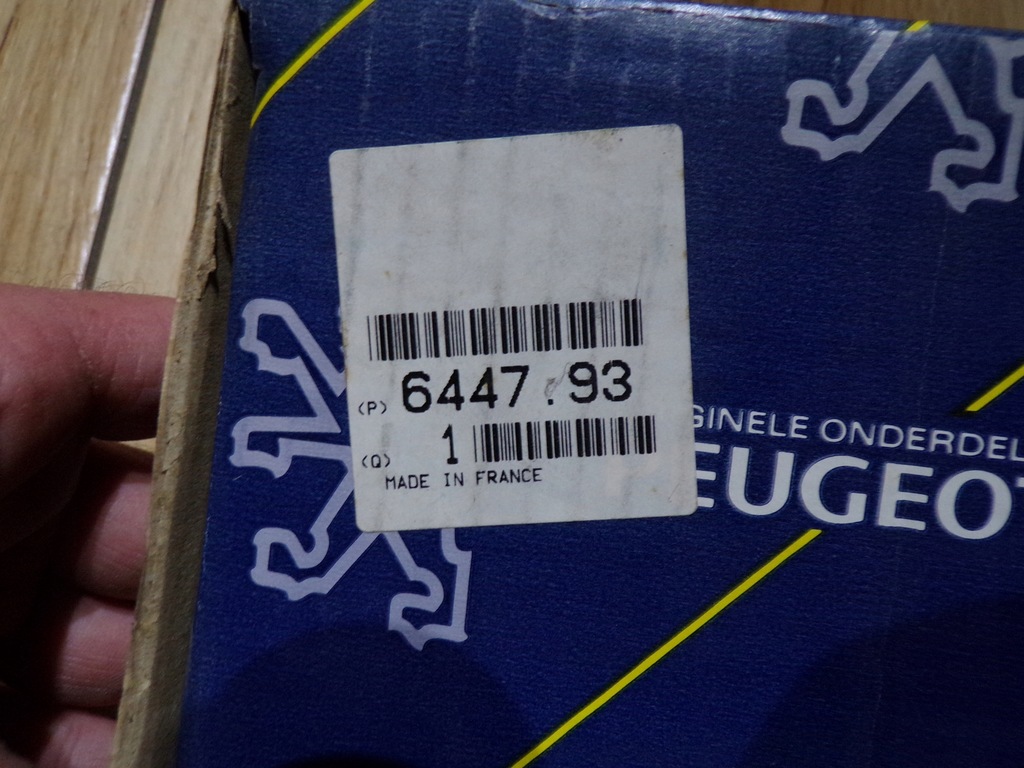 (P) 6447.93
(Q) 1
MADE IN FRANCE
GINELE ONDERDEL
EUGEOT